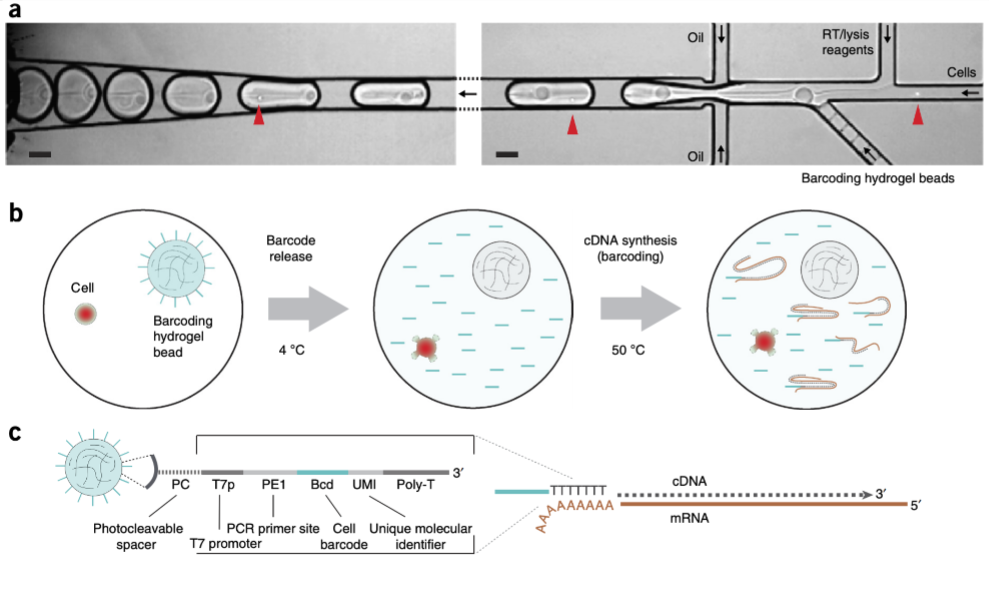 a
Oil
RT/lysis
reagents
Cells
Oil
Barcoding hydrogel beads
b
Cell
Barcoding
hydrogel
bead
Barcode
release
4 °C
cDNA synthesis
(barcoding)
50 °C
c
PC
T7p
PE1
Bcd
UMI
Poly-T
3′
Photocleavable
spacer
T7 promoter
PCR primer site
Cell
barcode
Unique molecular
identifier
AAAAAAAAA
cDNA
3′
mRNA
5′